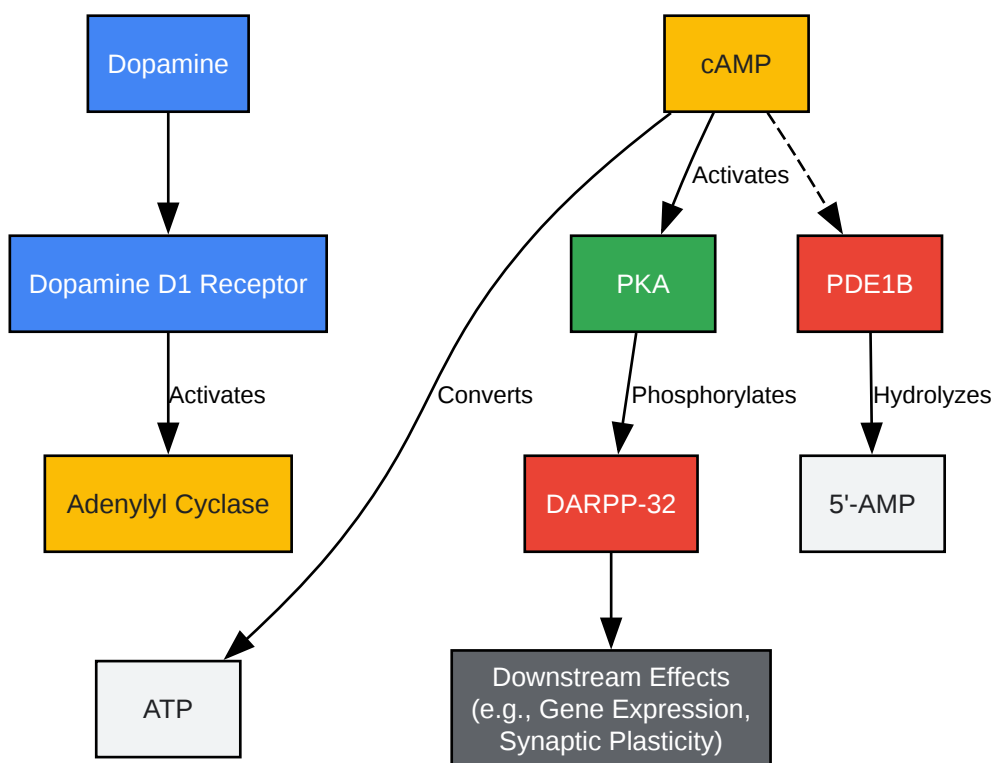 Dopamine
cAMP
Activates
Dopamine D1 Receptor
PKA
PDE1B
Activates
Converts
Phosphorylates
Hydrolyzes
Adenylyl Cyclase
DARPP-32
5'-AMP
ATP
Downstream Effects
(e.g., Gene Expression,
Synaptic Plasticity)